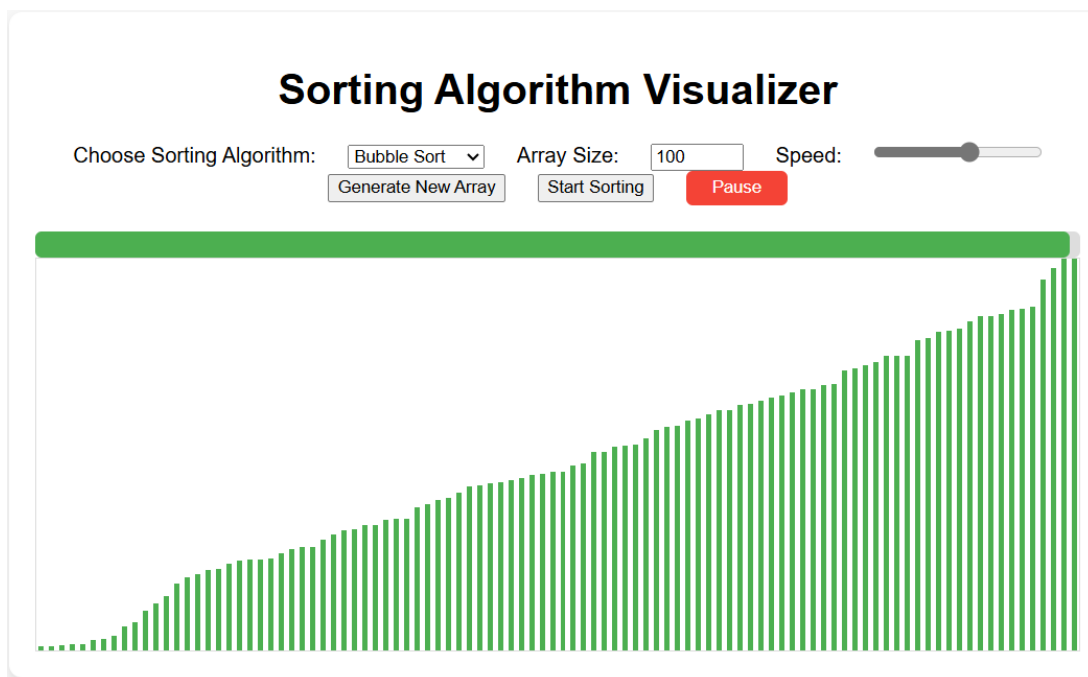 Sorting Algorithm Visualizer
Choose Sorting Algorithm: Bubble Sort Array Size: 100 Speed:
Generate New Array Start Sorting Pause